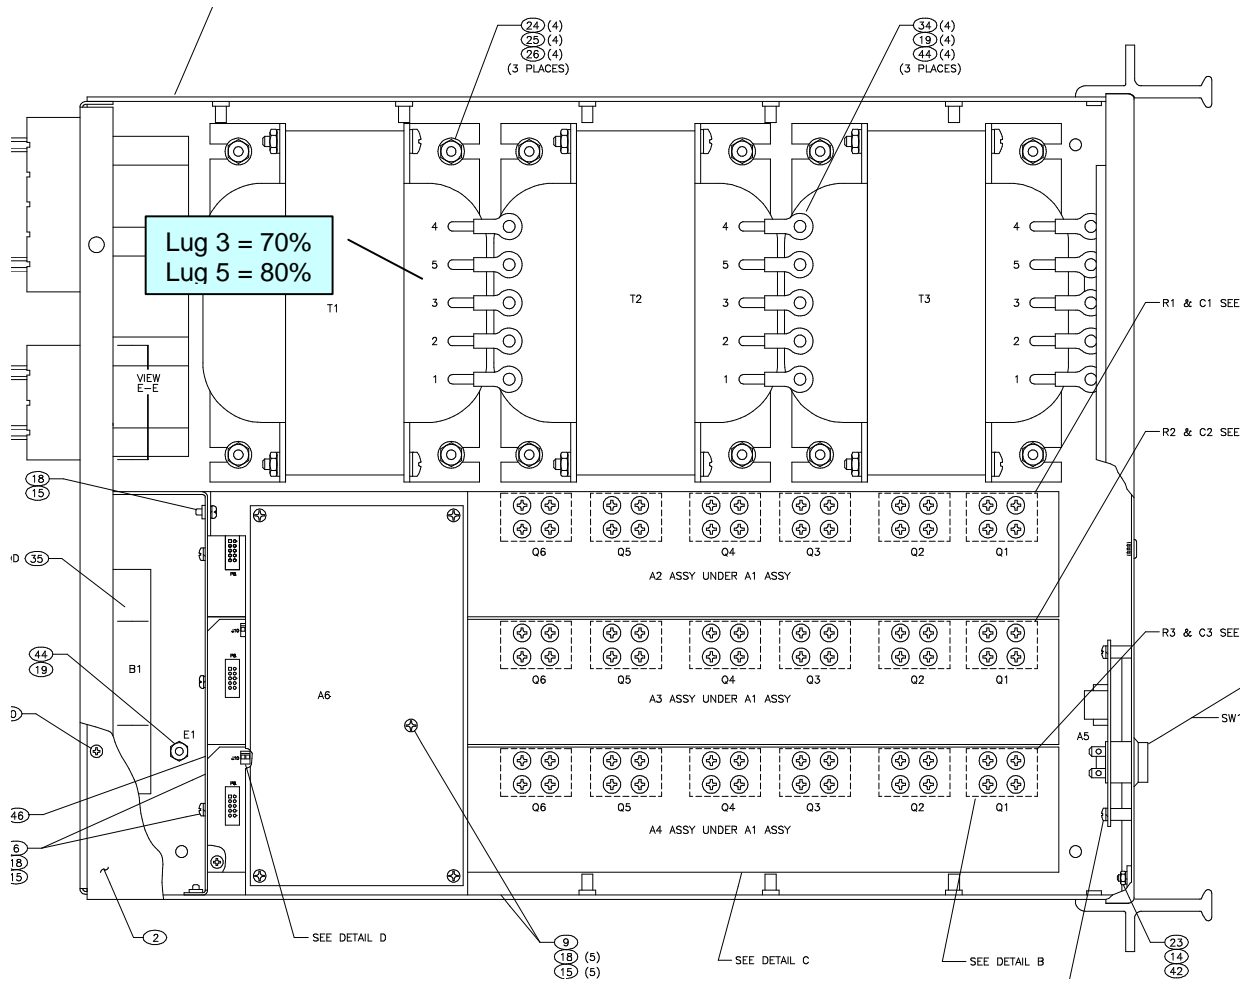 24 (4)
25 (4)
26 (4)
(3 PLACES)
34 (4)
19 (4)
44 (4)
(3 PLACES)
Lug 3 = 70%
Lug 5 = 80%
4
5
3
2
1
4
5
3
2
1
4
5
3
2
1
T1
T2
T3
R1 & C1 SEE
VIEW
E-E
R2 & C2 SEE
18
15
Q6 Q5 Q4 Q3 Q2 Q1
A2 ASSY UNDER A1 ASSY
D 35
R3 & C3 SEE
44
19
B1
A6
Q6 Q5 Q4 Q3 Q2 Q1
A3 ASSY UNDER A1 ASSY
E1
A5
SW1
46
6
18
15
Q6 Q5 Q4 Q3 Q2 Q1
A4 ASSY UNDER A1 ASSY
2
SEE DETAIL D
9
18 (5)
15 (5)
SEE DETAIL C
SEE DETAIL B
23
14
42